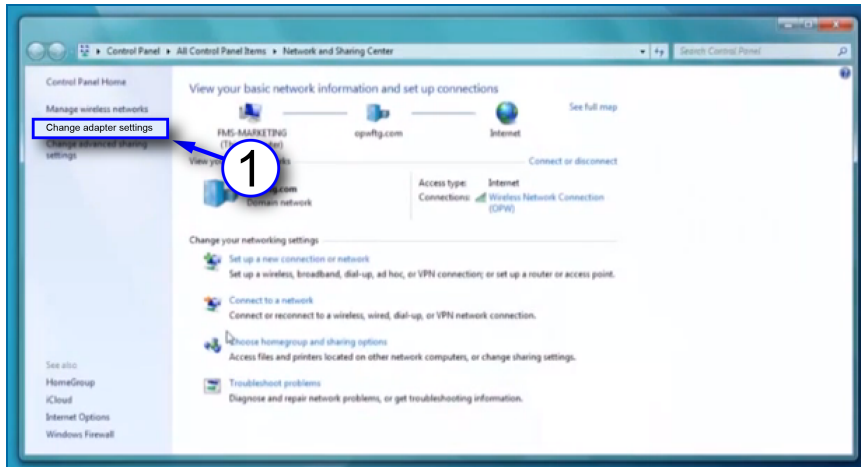 Control Panel ▸ All Control Panel Items ▸ Network and Sharing Center
Search Control Panel
Control Panel Home
Manage wireless networks
Change adapter settings
Change advanced sharing
settings
See also
HomeGroup
iCloud
Internet Options
Windows Firewall
View your basic network information and set up connections
See full map
FMS-MARKETING
opwftg.com
Internet
1
Connect or disconnect
Domain network
Access type: Internet
Connections: Wireless Network Connection
(OPW)
Change your networking settings
Set up a new connection or network
Set up a wireless, broadband, dial-up, ad hoc, or VPN connection; or set up a router or access point.
Connect to a network
Connect or reconnect to a wireless, wired, dial-up, or VPN network connection.
Choose homegroup and sharing options
Access files and printers located on other network computers, or change sharing settings.
Troubleshoot problems
Diagnose and repair network problems, or get troubleshooting information.